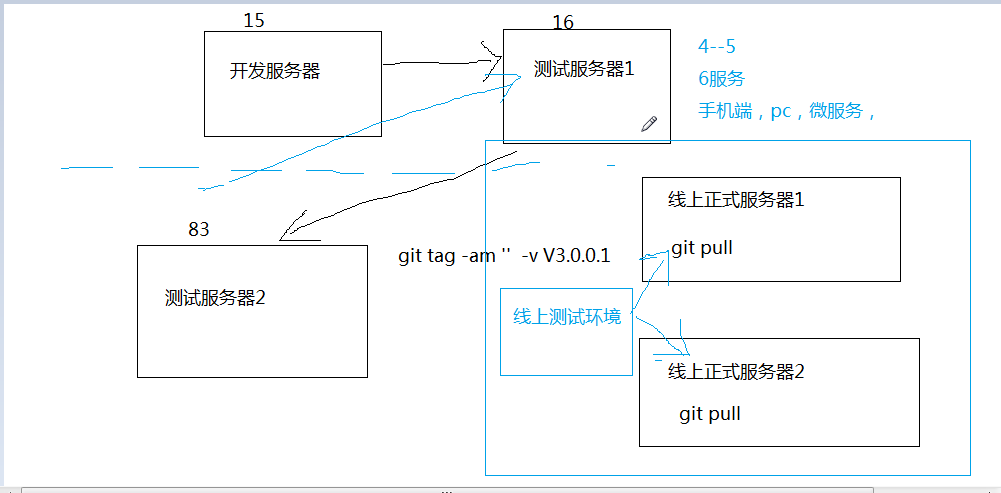 15
16
开发服务器
测试服务器1
4--5
6服务
手机端，pc，微服务，
83
测试服务器2
git tag -am '' -v V3.0.0.1
线上正式服务器1
git pull
线上测试环境
线上正式服务器2
git pull